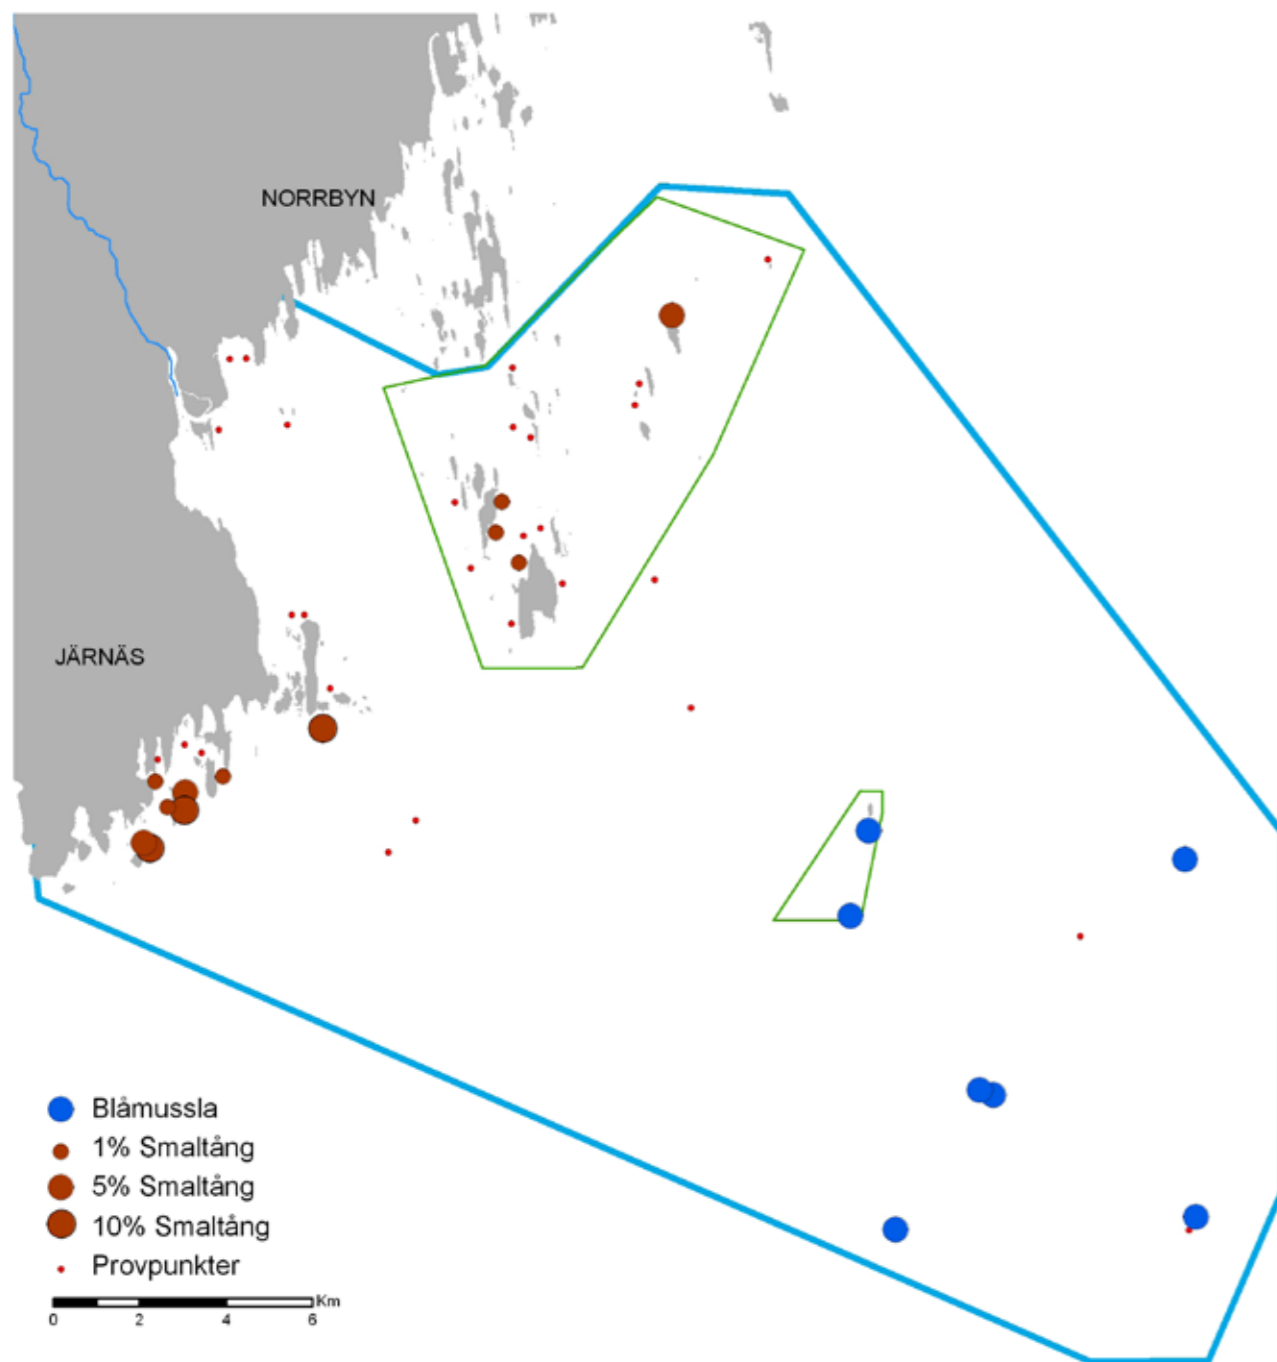 NORRBYN
JÄRNÄS
Blåmussla
1% Smaltång
5% Smaltång
10% Smaltång
Provpunkter
Km
0 2 4 6